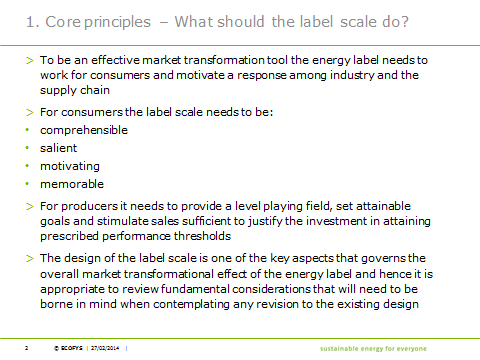 1. Core principles – What should the label scale do?
> To be an effective market transformation tool the energy label needs to
work for consumers and motivate a response among industry and the
supply chain
> For consumers the label scale needs to be:
• comprehensible
• salient
• motivating
• memorable
> For producers it needs to provide a level playing field, set attainable
goals and stimulate sales sufficient to justify the investment in attaining
prescribed performance thresholds
> The design of the label scale is one of the key aspects that governs the
overall market transformational effect of the energy label and hence it is
appropriate to review fundamental considerations that will need to be
borne in mind when contemplating any revision to the existing design
2 © ECOFYS | 27/02/2014 | sustainable energy for everyone